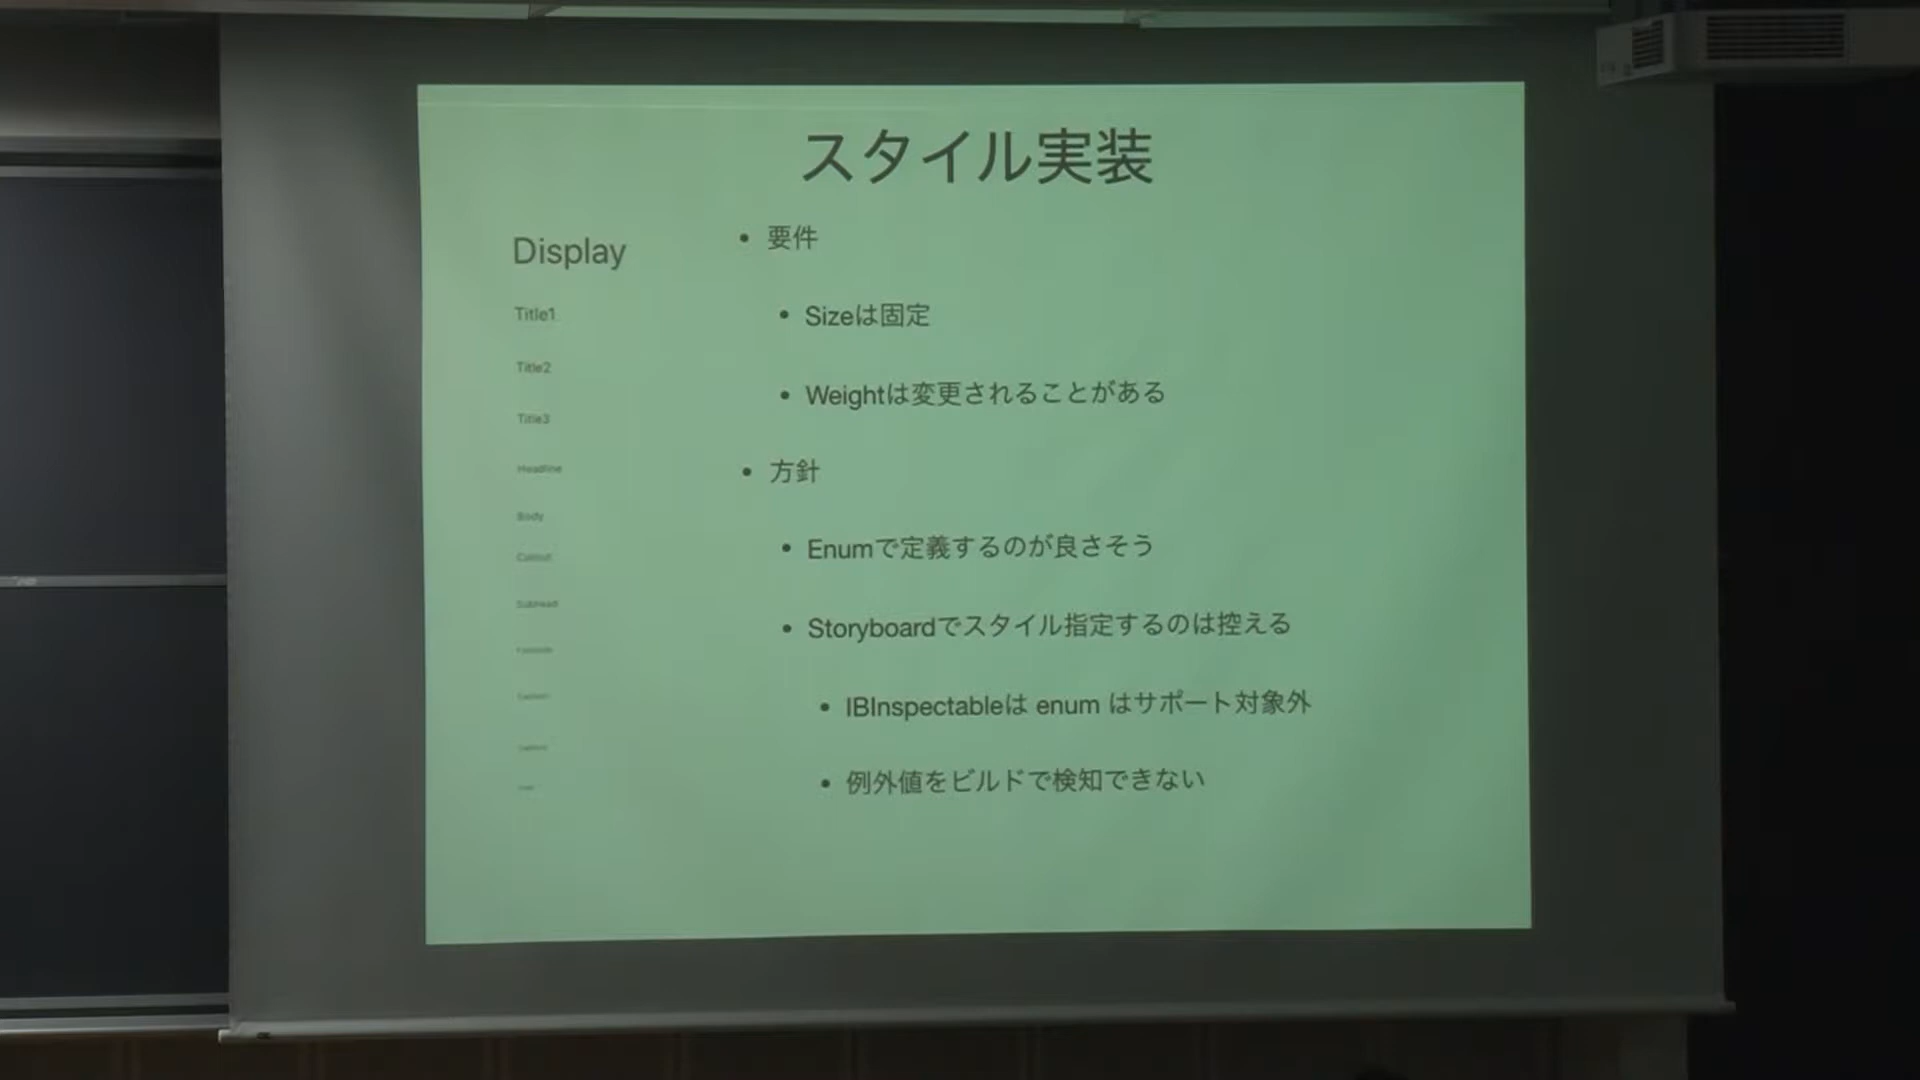 スタイル実装
Display
Title1
Title2
Title3
Headline
Body
Callout
Subhead
• 要件
• Sizeは固定
• Weightは変更されることがある
• 方針
• Enumで定義するのが良さそう
• Storyboardでスタイル指定するのは控える
• IBInspectableは enum はサポート対象外
• 例外値をビルドで検知できない